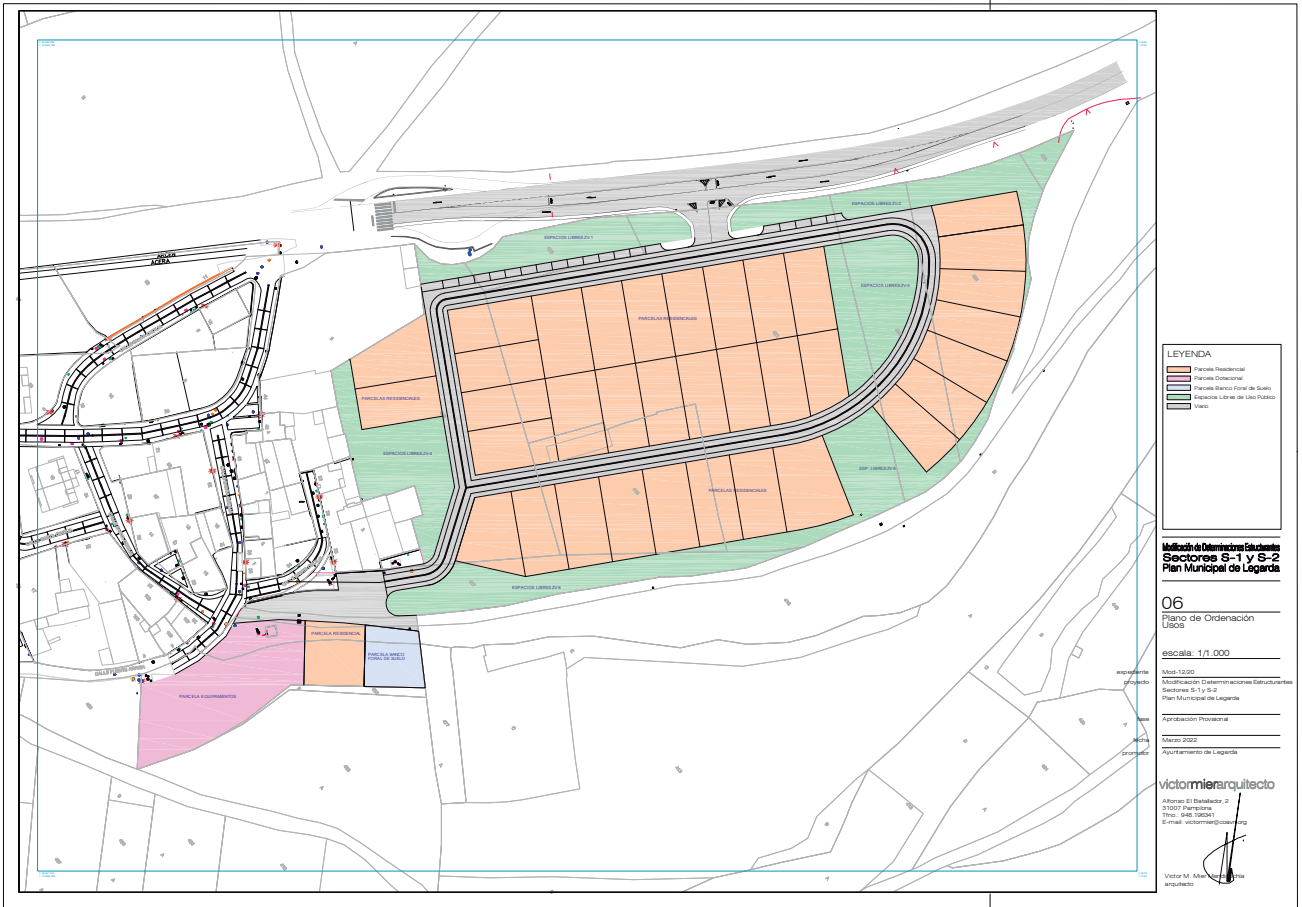 ARCEN
ACERA
ESPACIOS LIBRES ZV-1
ESPACIOS LIBRES ZV-2
ESPACIOS LIBRES ZV-3
PARCELAS RESIDENCIALES
PARCELAS RESIDENCIALES
ESPACIOS LIBRES ZV-4
ESP. LIBRES ZV-5
PARCELAS RESIDENCIALES
ESPACIOS LIBRES ZV-6
PARCELA RESIDENCIAL
PARCELA BANCO
FORAL DE SUELO
PARCELA EQUIPAMIENTOS
LEYENDA
Parcela Residencial
Parcela Dotacional
Parcela Banco Foral de Suelo
Espacios Libres de Uso Público
Viario
Modificación de Determinaciones Estructurantes
Sectores S-1 y S-2
Plan Municipal de Legarda
06
Plano de Ordenación
Usos
escala: 1/1.000
expediente Mod-12/20
proyecto Modificación Determinaciones Estructurantes
Sectores S-1 y S-2
Plan Municipal de Legarda
fase Aprobación Provisional
fecha Marzo 2022
promotor Ayuntamiento de Legarda
victormierarquitecto
Alfonso El Batallador, 2
31007 Pamplona
Tfno.: 948.196341
E-mail: victormier@coavn.org
Victor M. Mier
arquitecto